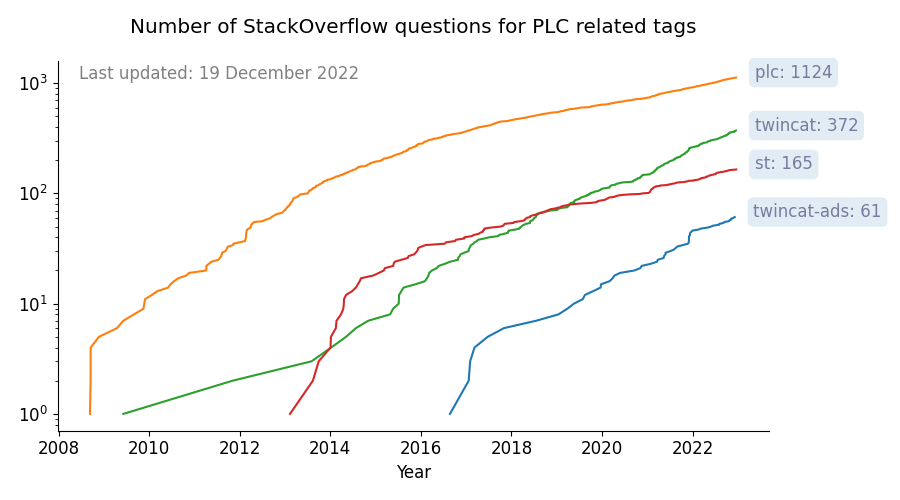 Number of StackOverflow questions for PLC related tags
Last updated: 19 December 2022
plc: 1124
twincat: 372
st: 165
twincat-ads: 61
10³
10²
10¹
10⁰
2008 2010 2012 2014 2016 2018 2020 2022
Year